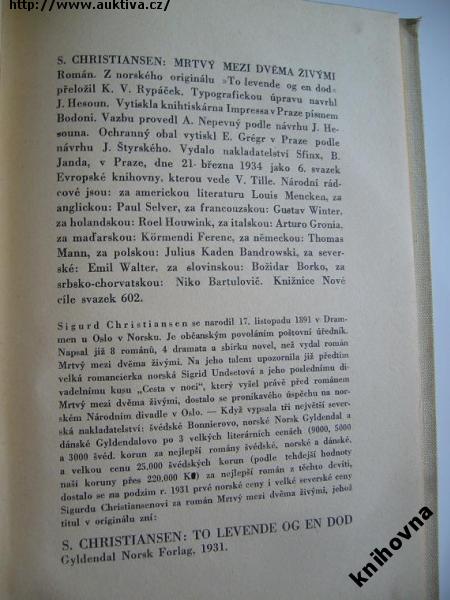 http://www.auktiva.cz/
S. CHRISTIANSEN: MRTVÝ MEZI DVĚMA ŽIVÝMI
Román. Z norského originálu »To levende og en dod«
přeložil K. V. Rypáček. Typografickou úpravu navrhl
J. Hesoun. Vytiskla knihtiskárna Impressa v Praze písmem
Bodoni. Vazbu provedl A. Nepevný podle návrhu J. He-
souna. Ochranný obal vytiskl E. Grégr v Praze podle
návrhu J. Štyrského. Vydalo nakladatelství Sfinx, B.
Janda, v Praze, dne 21· března 1934 jako 6. svazek
Evropské knihovny, kterou vede V. Tille. Národní rád-
cové jsou: za americkou literaturu Louis Mencken, za
anglickou: Paul Selver, za francouzskou: Gustav Winter,
za holandskou: Roel Houwink, za italskou: Arturo Gronia,
za maďarskou: Körmendi Ferenc, za německou: Thomas
Mann, za polskou: Julius Kaden Bandrowski, za sever-
ské: Emil Walter, za slovinskou: Božidar Borko, za
srbsko-chorvatskou: Niko Bartulovič. Knižnice Nové
cíle svazek 602.
Sigurd Christiansen se narodil 17. listopadu 1891 v Dram-
men u Oslo v Norsku. Je občanským povoláním poštovní úředník.
Napsal již 8 románů, 4 dramata a sbírku novel, než vydal román
Mrtvý mezi dvěma živými. Na jeho talent upozornila již předtím
velká romancierka norská Sigrid Undsetová a jeho poslednímu di-
vadelnímu kusu „Cesta v noci", který vyšel právě před románem
Mrtvý mezi dvěma živými, dostalo se pronikavého úspěchu na nor-
ském Národním divadle v Oslo. — Když vypsala tři největší sever-
ská nakladatelství: švédské Bonnierovo, norské Norsk Gyldendal a
dánské Gyldendalovo po 3 velkých literárních cenách (9000, 5000
a 3000 švéd. korun za nejlepší romány švédské, norské a dánské,
a velkou cenu 25.000 švédských korun (podle tehdejší hodnoty
naší koruny přes 220.000 Kč) za nejlepší román z těchto devíti,
dostalo se na podzim r. 1931 prvé norské ceny i velké severské ceny
Sigurdu Christiansenovi za román Mrtvý mezi dvěma živými, jehož
titul v originálu zní:
S. CHRISTIANSEN: TO LEVENDE OG EN DOD
Gyldendal Norsk Forlag, 1931.
knihovna